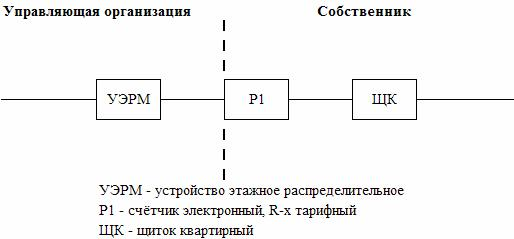 Управляющая организация
Собственник
УЭРМ
Р1
ЩК
УЭРМ - устройство этажное распределительное
Р1 - счётчик электронный, R-х тарифный
ЩК - щиток квартирный